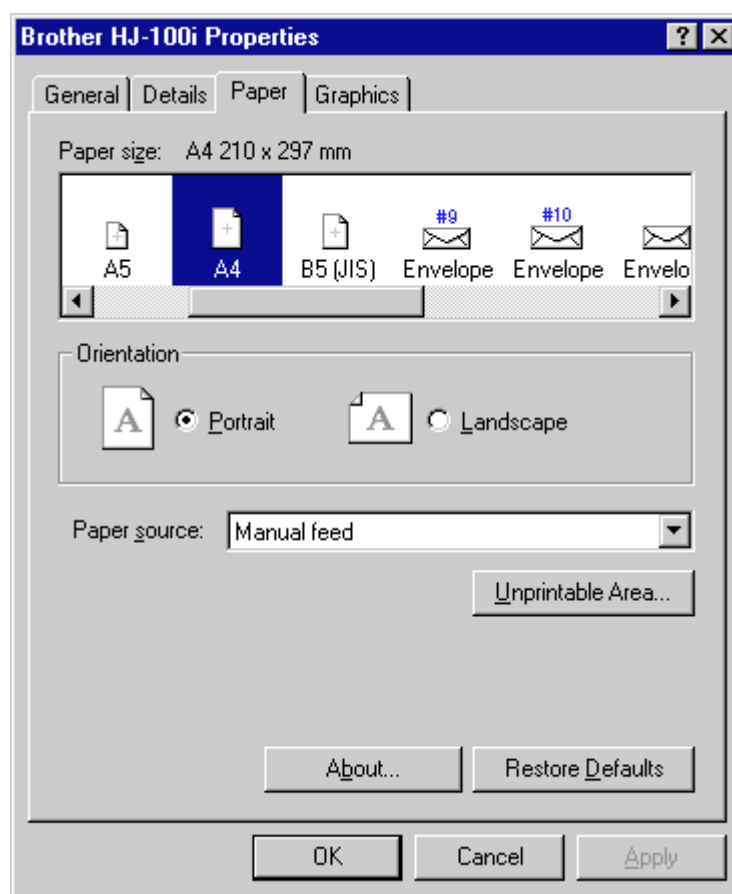 Brother HJ-100i Properties
General Details Paper Graphics
Paper size: A4 210 x 297 mm
#9 #10
A5 A4 B5 (JIS) Envelope Envelope Envelo
Orientation
A Portrait A Landscape
Paper source: Manual feed
Unprintable Area...
About... Restore Defaults
OK Cancel Apply